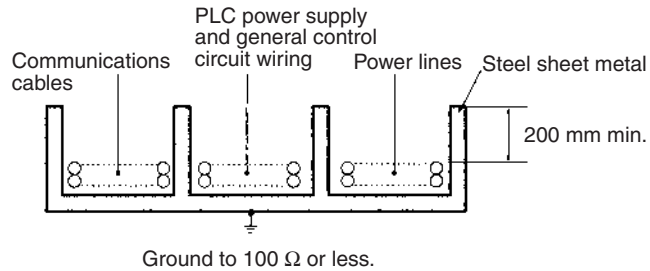 PLC power supply
and general control
circuit wiring
Communications
cables
Power lines
Steel sheet metal
200 mm min.
Ground to 100 Ω or less.